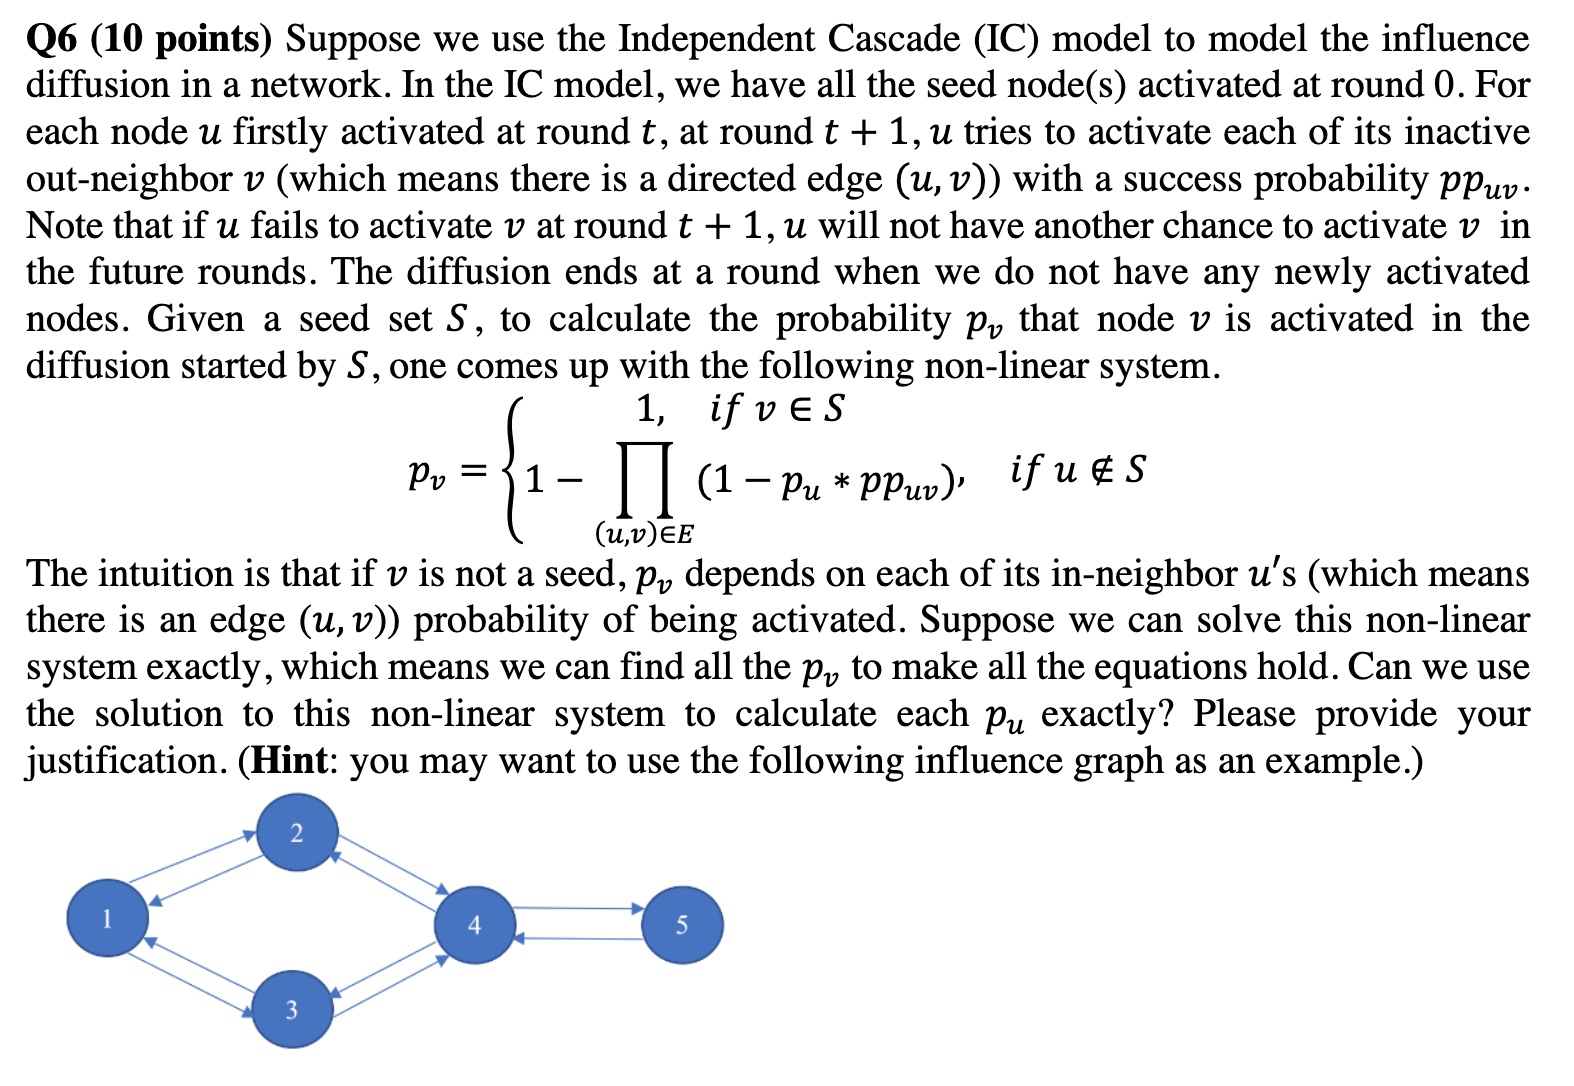 Q6 (10 points) Suppose we use the Independent Cascade (IC) model to model the influence
diffusion in a network. In the IC model, we have all the seed node(s) activated at round 0. For
each node u firstly activated at round t, at round t + 1, u tries to activate each of its inactive
out-neighbor v (which means there is a directed edge (u, v)) with a success probability pp_{uv}.
Note that if u fails to activate v at round t + 1, u will not have another chance to activate v in
the future rounds. The diffusion ends at a round when we do not have any newly activated
nodes. Given a seed set S, to calculate the probability p_v that node v is activated in the
diffusion started by S, one comes up with the following non-linear system.
1, if v ∈ S
p_v = { 1 − ∏ (1 − p_u * pp_{uv}), if u ∉ S
(u,v)∈E
The intuition is that if v is not a seed, p_v depends on each of its in-neighbor u's (which means
there is an edge (u, v)) probability of being activated. Suppose we can solve this non-linear
system exactly, which means we can find all the p_v to make all the equations hold. Can we use
the solution to this non-linear system to calculate each p_u exactly? Please provide your
justification. (Hint: you may want to use the following influence graph as an example.)
2
1
4
5
3